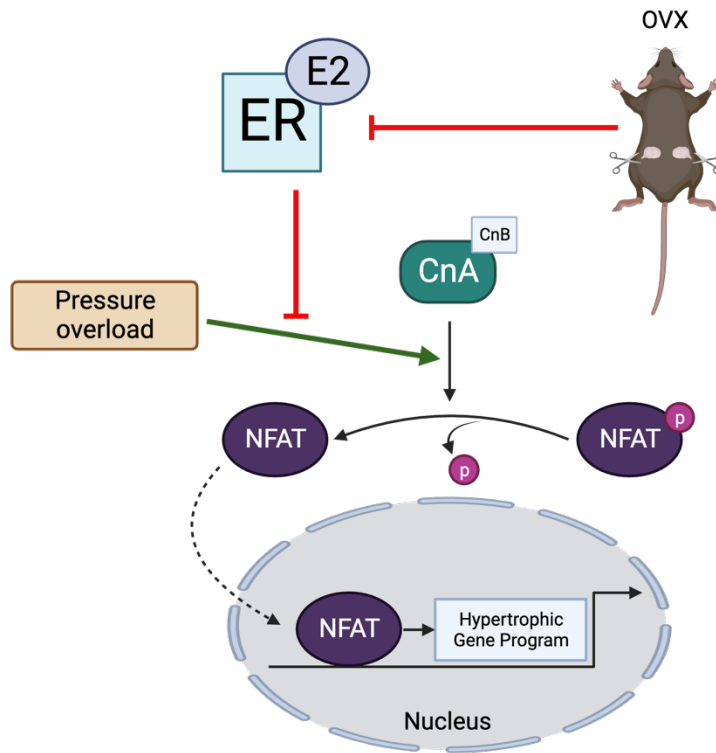 OVX
E2
ER
CnB
CnA
Pressure
overload
NFAT
NFAT
p
p
NFAT
Hypertrophic
Gene Program
Nucleus